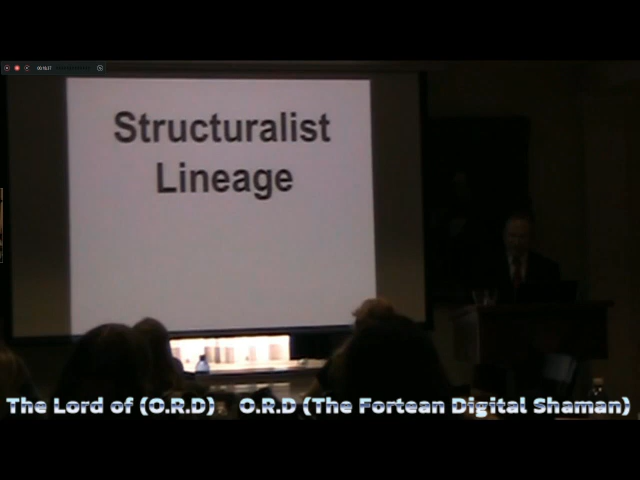 Structuralist
Lineage
The Lord of (O.R.D) O.R.D (The Fortean Digital Shaman)